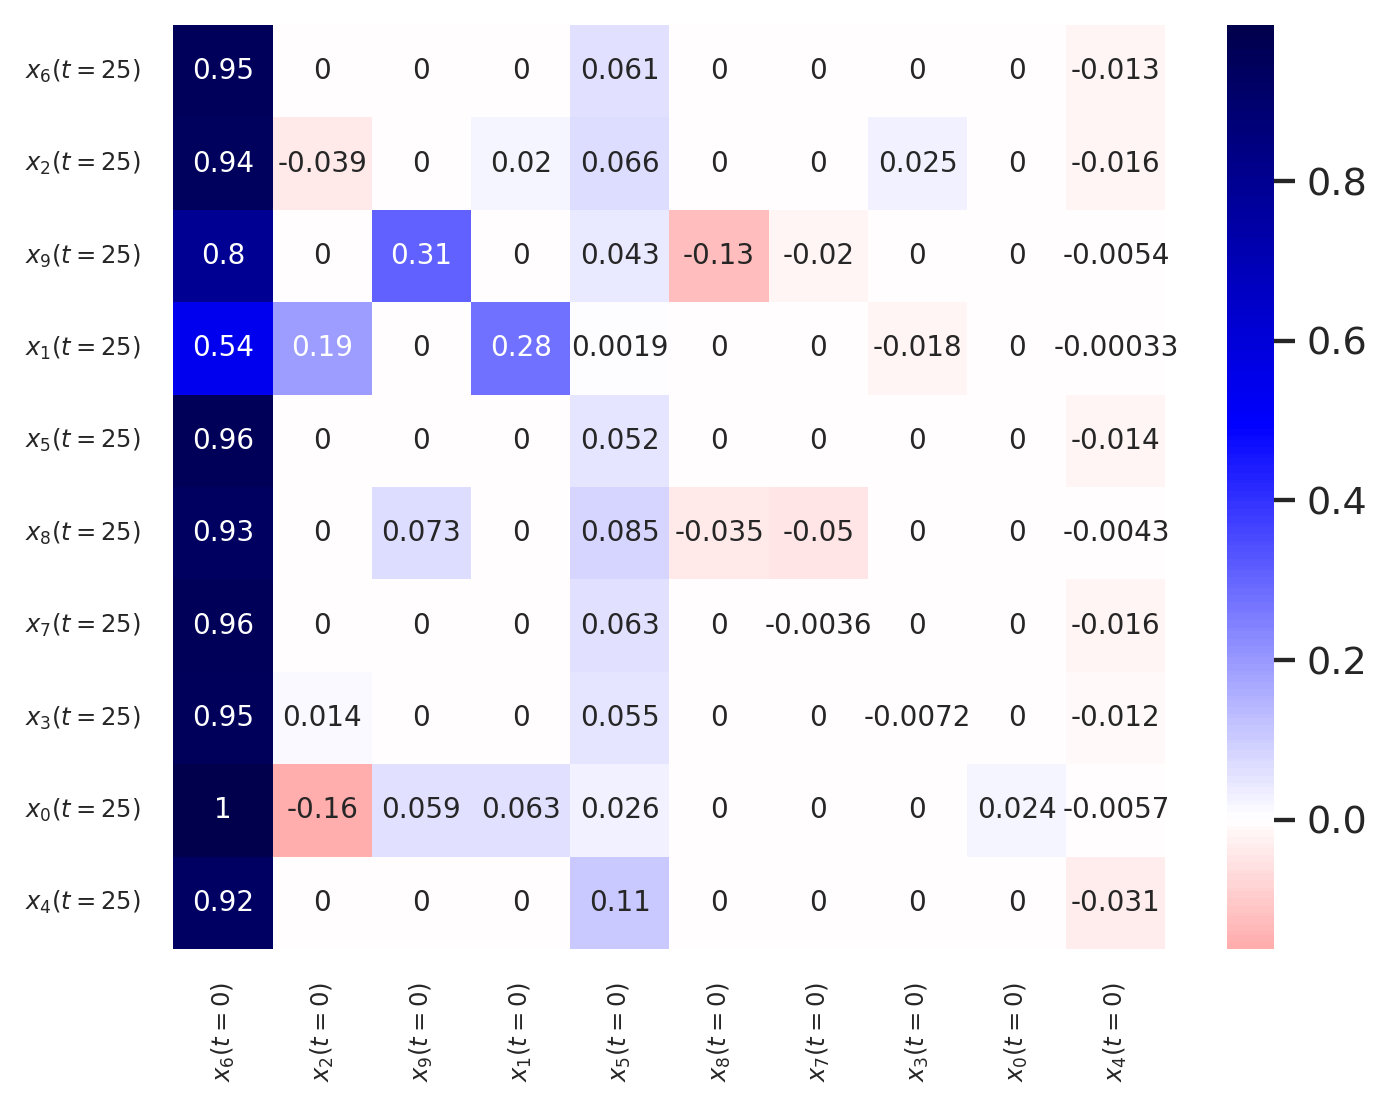 x₆(t = 25) 0.95 0 0 0 0.061 0 0 0 0 -0.013
x₂(t = 25) 0.94 -0.039 0 0.02 0.066 0 0 0.025 0 -0.016
x₉(t = 25) 0.8 0 0.31 0 0.043 -0.13 -0.02 0 0 -0.0054
x₁(t = 25) 0.54 0.19 0 0.28 0.0019 0 0 -0.018 0 -0.00033
x₅(t = 25) 0.96 0 0 0 0.052 0 0 0 0 -0.014
x₈(t = 25) 0.93 0 0.073 0 0.085 -0.035 -0.05 0 0 -0.0043
x₇(t = 25) 0.96 0 0 0 0.063 0 -0.0036 0 0 -0.016
x₃(t = 25) 0.95 0.014 0 0 0.055 0 0 -0.0072 0 -0.012
x₀(t = 25) 1 -0.16 0.059 0.063 0.026 0 0 0 0.024 -0.0057
x₄(t = 25) 0.92 0 0 0 0.11 0 0 0 0 -0.031
x₆(t = 0)
x₂(t = 0)
x₉(t = 0)
x₁(t = 0)
x₅(t = 0)
x₈(t = 0)
x₇(t = 0)
x₃(t = 0)
x₀(t = 0)
x₄(t = 0)
0.8
0.6
0.4
0.2
0.0